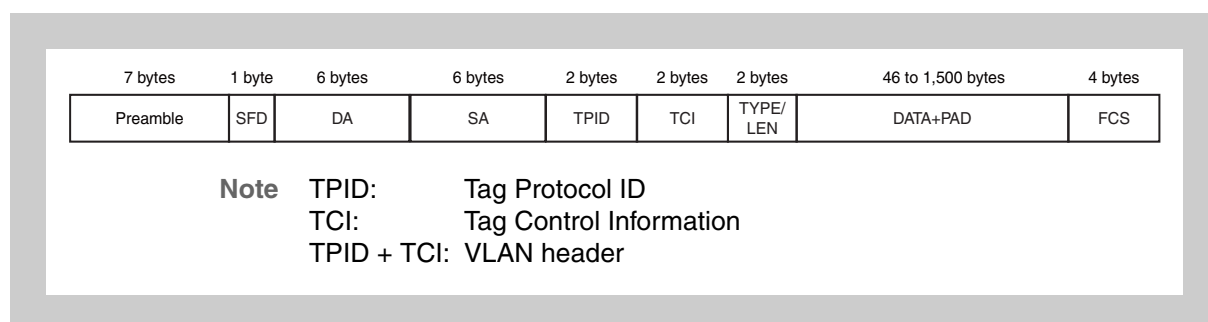 7 bytes 1 byte 6 bytes 6 bytes 2 bytes 2 bytes 2 bytes 46 to 1,500 bytes 4 bytes
Preamble SFD DA SA TPID TCI TYPE/ DATA+PAD FCS
LEN
Note TPID: Tag Protocol ID
TCI: Tag Control Information
TPID + TCI: VLAN header